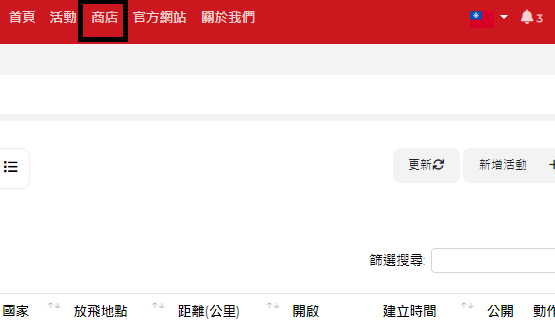 首頁 活動 商店 官方網站 關於我們 3
更新 新增活動
篩選搜尋:
國家 放飛地點 距離(公里) 開啟 建立時間 公開 動作